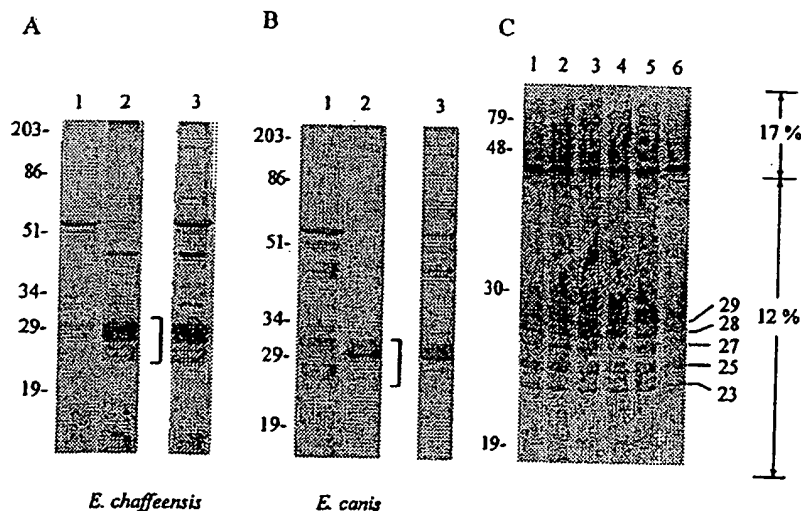 A
B
C
1 2 3
203-
86-
51-
34-
29-
19-
E. chaffeensis
1 2 3
203-
86-
51-
34-
29-
19-
E. canis
1 2 3 4 5 6
79-
48-
30-
19-
29
28
27
25
23
17 %
12 %